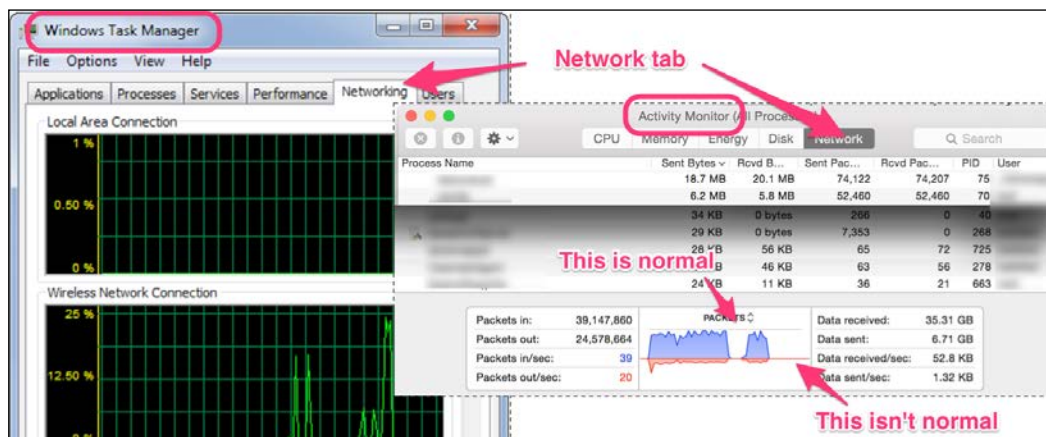 Windows Task Manager
File Options View Help
Applications Processes Services Performance Networking Users
Local Area Connection
1 %
0.50 %
0 %
Wireless Network Connection
25 %
12.50 %
Network tab
Activity Monitor (All Process
CPU Memory Energy Disk Network Search
Process Name Sent Bytes Rcvd B... Sent Pac... Rcvd Pac... PID User
18.7 MB 20.1 MB 74,122 74,207 75
6.2 MB 5.8 MB 52,460 52,460 70
34 KB 0 bytes 266 0 40
29 KB 0 bytes 7,353 0 268
28 KB 56 KB 65 72 725
KB 46 KB 63 56 278
24 KB 11 KB 36 21 663
This is normal
Packets in: 39,147,860
Packets out: 24,578,664
Packets in/sec: 39
Packets out/sec: 20
PACKETS
Data received: 35.31 GB
Data sent: 6.71 GB
Data received/sec: 52.8 KB
Data sent/sec: 1.32 KB
This isn't normal